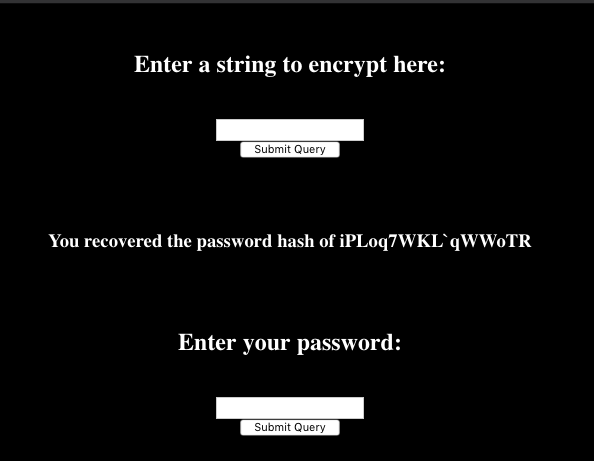 Enter a string to encrypt here:
Submit Query
You recovered the password hash of iPLoq7WKL`qWWoTR
Enter your password:
Submit Query